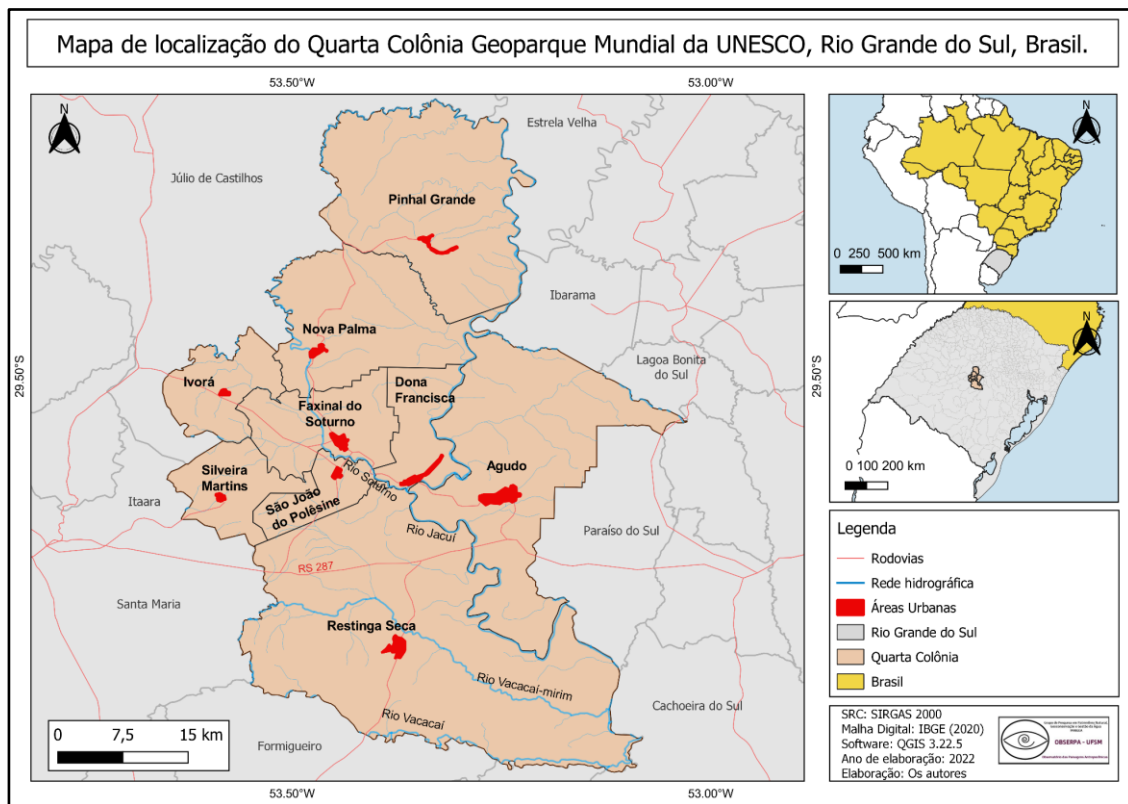 Mapa de localização do Quarta Colônia Geoparque Mundial da UNESCO, Rio Grande do Sul, Brasil.
53.50°W
53.00°W
N
Estrela Velha
Júlio de Castilhos
Pinhal Grande
Ibarama
Nova Palma
Lagoa Bonita
do Sul
29.50°S
29.50°S
Ivorá
Dona
Francisca
Faxinal do
Soturno
Silveira
Martins
Rio Soturno
Agudo
Itaara
São João
do Polêsine
Rio Jacuí
Paraíso do Sul
RS 287
Santa Maria
Restinga Seca
Rio Vacacaí-mirim
Rio Vacacaí
Cachoeira do Sul
Formigueiro
0 7,5 15 km
53.50°W
53.00°W
N
0 250 500 km
N
0 100 200 km
Legenda
Rodovias
Rede hidrográfica
Áreas Urbanas
Rio Grande do Sul
Quarta Colônia
Brasil
SRC: SIRGAS 2000
Malha Digital: IBGE (2020)
Software: QGIS 3.22.5
Ano de elaboração: 2022
Elaboração: Os autores
OBSERPA - UFSM